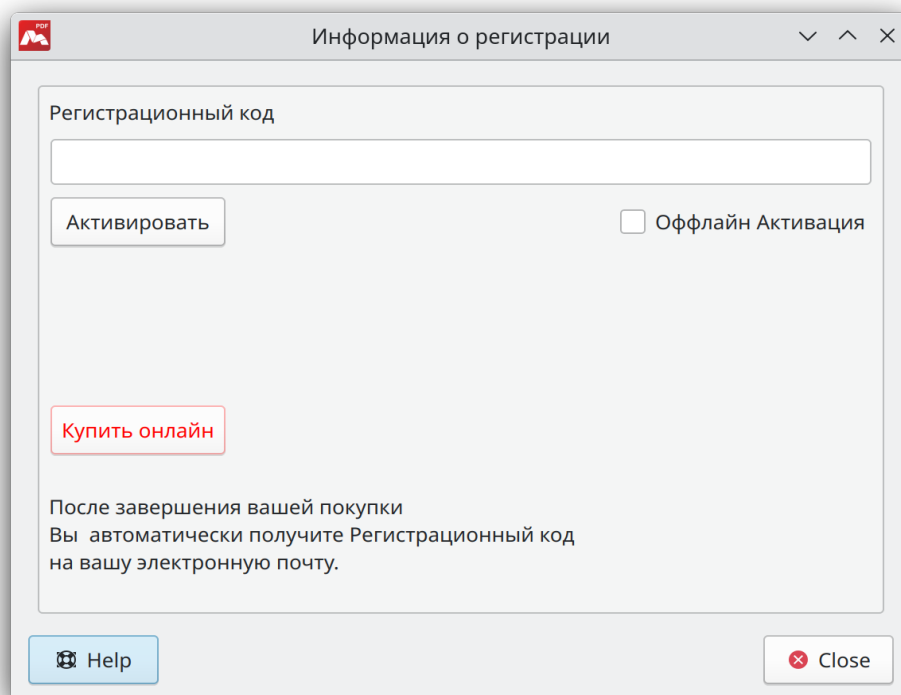 PDF
Информация о регистрации
Регистрационный код
Активировать
Оффлайн Активация
Купить онлайн
После завершения вашей покупки
Вы  автоматически получите Регистрационный код
на вашу электронную почту.
Help
Close